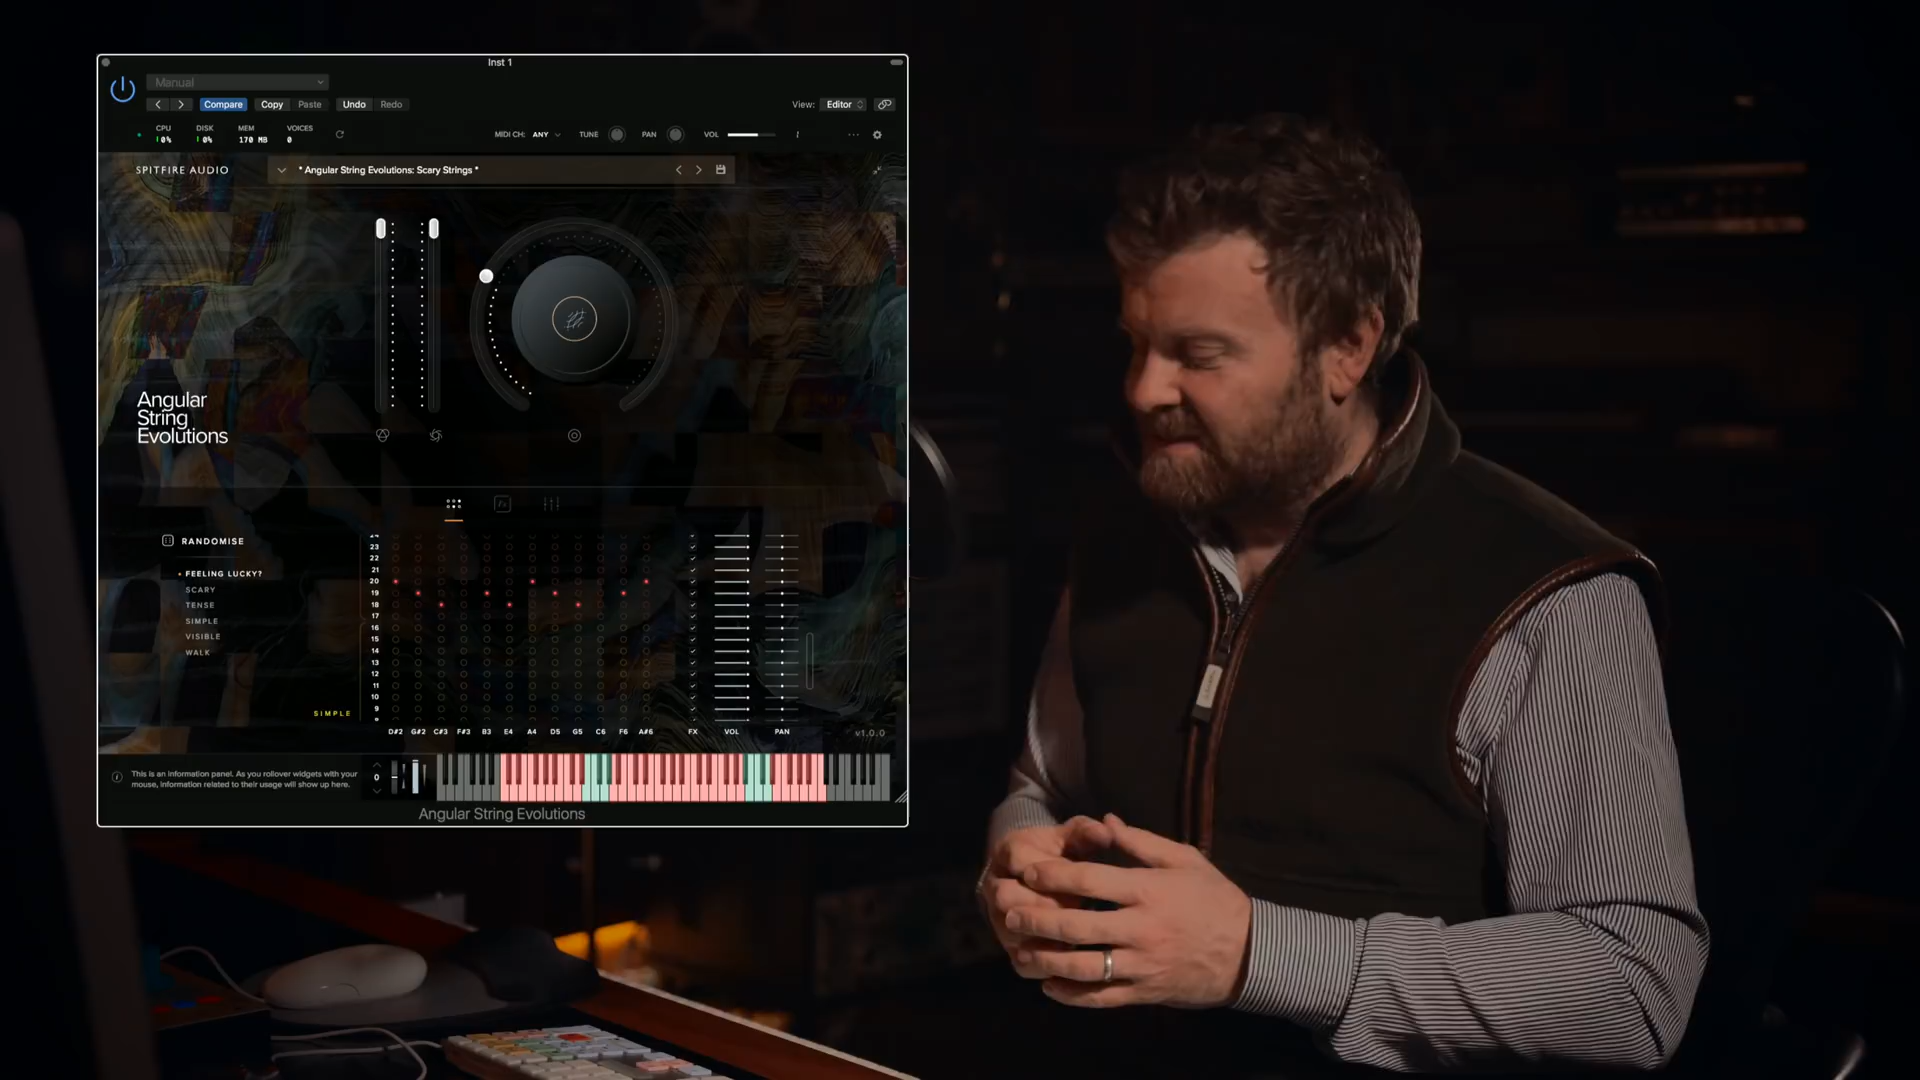 Inst 1
Manual
Compare Copy Paste Undo Redo View: Editor
CPU DISK MEM VOICES
0% 0% 170 MB 0
MIDI CH: ANY TUNE PAN VOL
SPITFIRE AUDIO
* Angular String Evolutions: Scary Strings *
Angular
String
Evolutions
Fx
RANDOMISE
FEELING LUCKY?
SCARY
TENSE
SIMPLE
VISIBLE
WALK
SIMPLE
24
23
22
21
20
19
18
17
16
15
14
13
12
11
10
9
D#2 G#2 C#3 F#3 B3 E4 A4 D5 G5 C6 F6 A#6 FX VOL PAN
v1.0.0
This is an information panel. As you rollover widgets with your
mouse, information related to their usage will show up here.
0
Angular String Evolutions